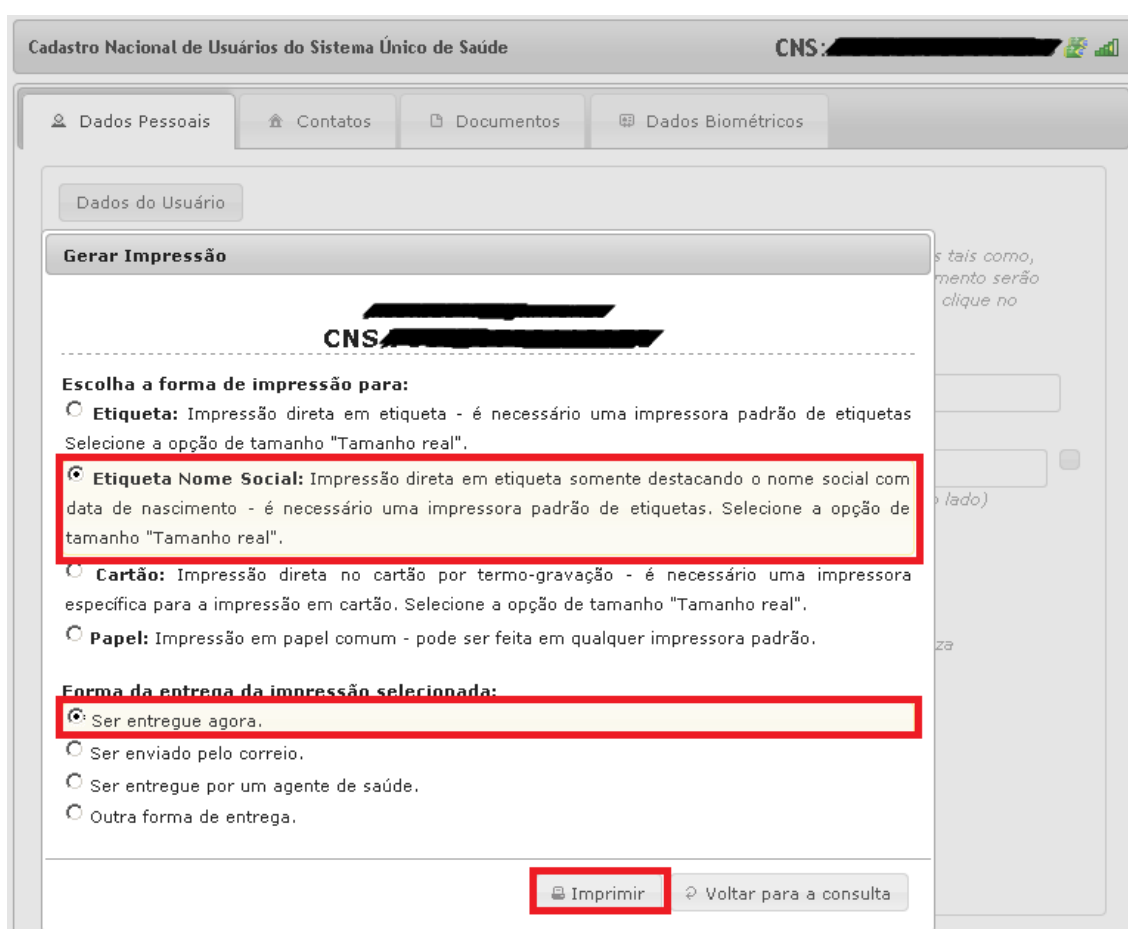 Cadastro Nacional de Usuários do Sistema Único de Saúde
CNS:
Dados Pessoais
Contatos
Documentos
Dados Biométricos
Dados do Usuário
s tais como,
mento serão
clique no
Gerar Impressão
CNS
Escolha a forma de impressão para:
Etiqueta: Impressão direta em etiqueta - é necessário uma impressora padrão de etiquetas
Selecione a opção de tamanho "Tamanho real".
Etiqueta Nome Social: Impressão direta em etiqueta somente destacando o nome social com
data de nascimento - é necessário uma impressora padrão de etiquetas. Selecione a opção de
tamanho "Tamanho real".
lado)
Cartão: Impressão direta no cartão por termo-gravação - é necessário uma impressora
específica para a impressão em cartão. Selecione a opção de tamanho "Tamanho real".
Papel: Impressão em papel comum - pode ser feita em qualquer impressora padrão.
za
Forma da entrega da impressão selecionada:
Ser entregue agora.
Ser enviado pelo correio.
Ser entregue por um agente de saúde.
Outra forma de entrega.
Imprimir
Voltar para a consulta